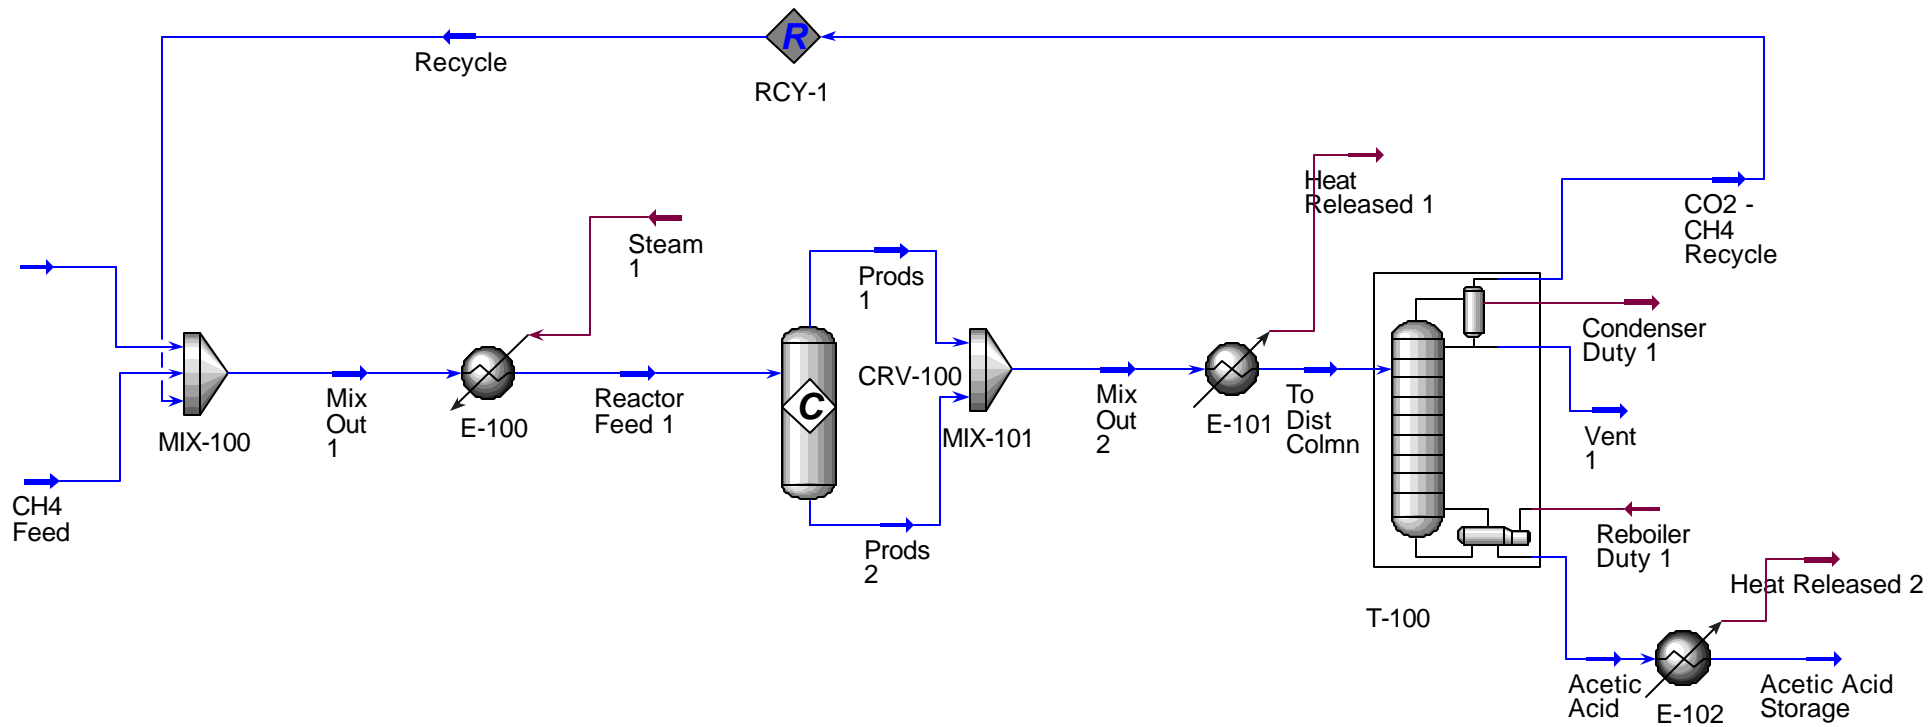 R
Recycle
RCY-1
Heat
Released 1
CO2 -
CH4
Recycle
Steam
1
Prods
1
Condenser
Duty 1
CRV-100
C
Mix
Out
1
E-100
Reactor
Feed 1
MIX-100
MIX-101
Mix
Out
2
E-101
To
Dist
Colmn
Vent
1
CH4
Feed
Prods
2
Reboiler
Duty 1
Heat Released 2
T-100
Acetic
Acid
E-102
Acetic Acid
Storage